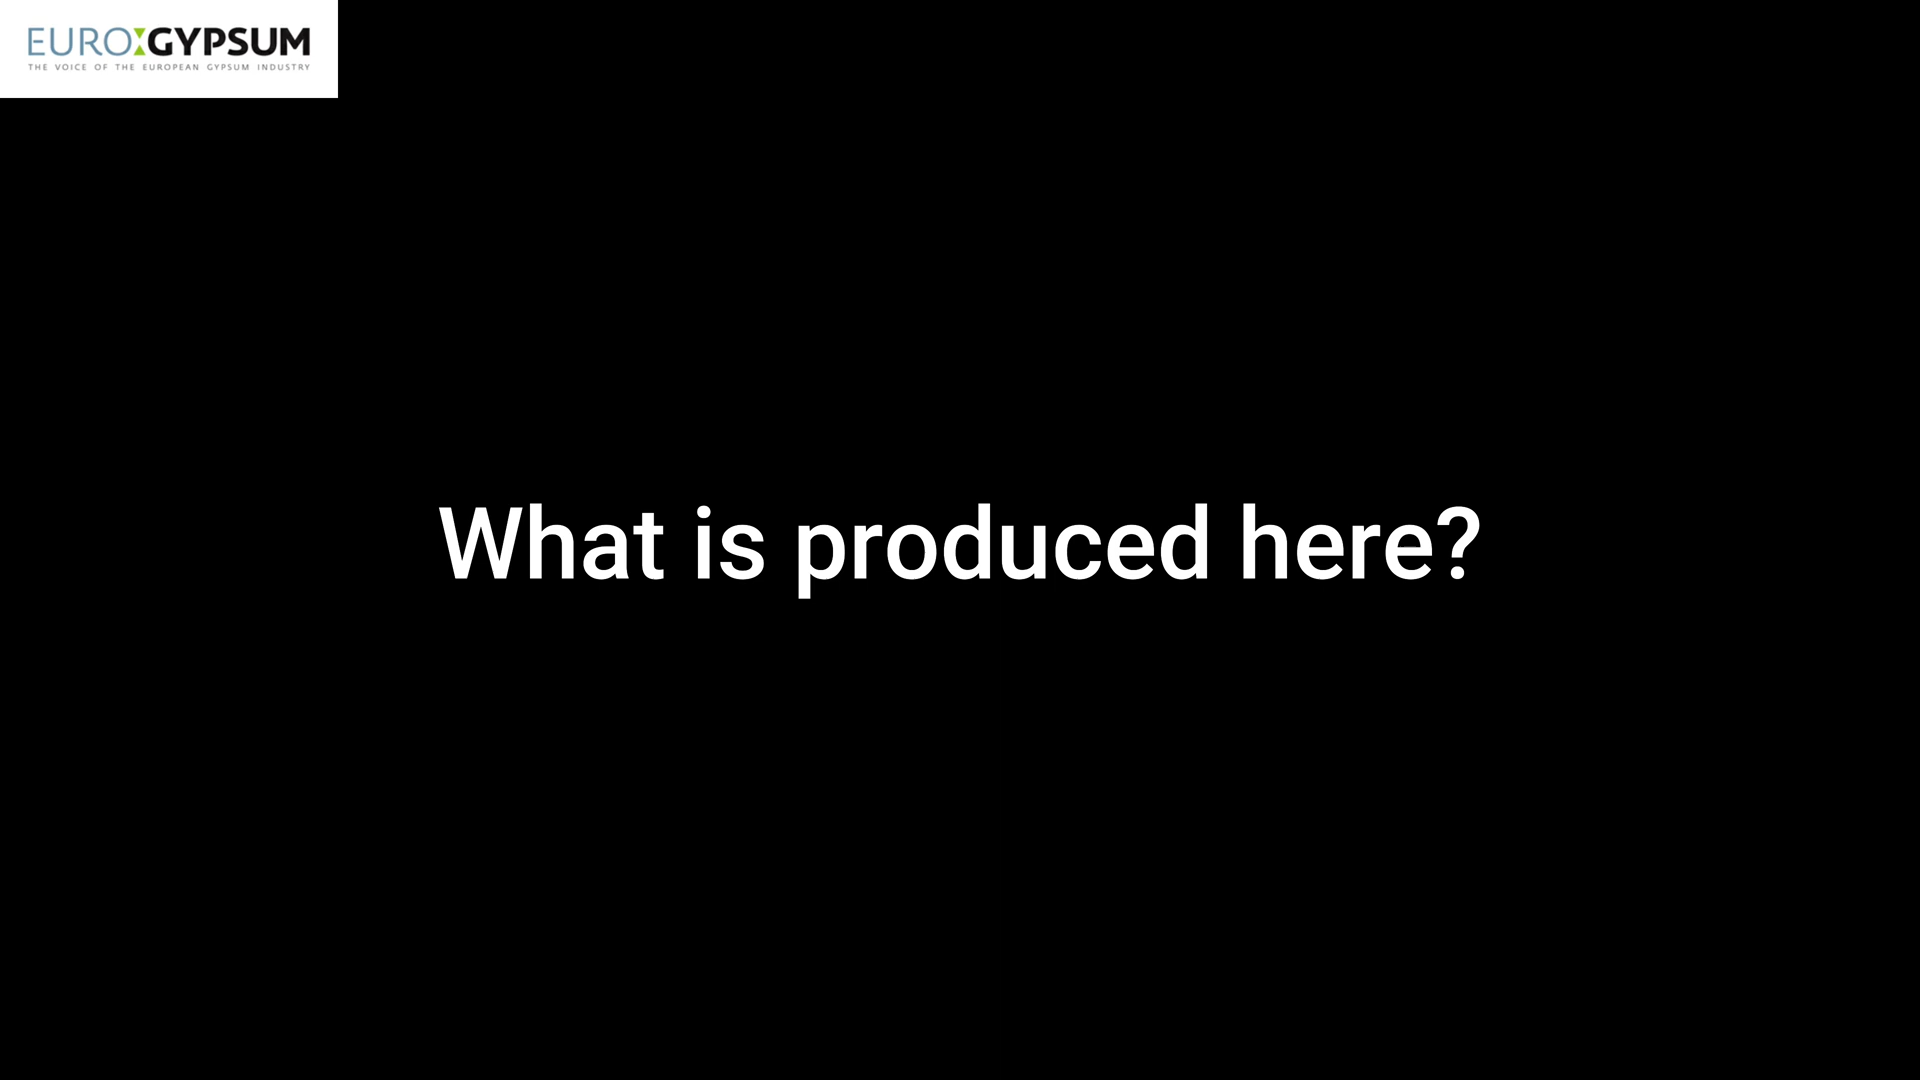 EURO:GYPSUM
THE VOICE OF THE EUROPEAN GYPSUM INDUSTRY
What is produced here?